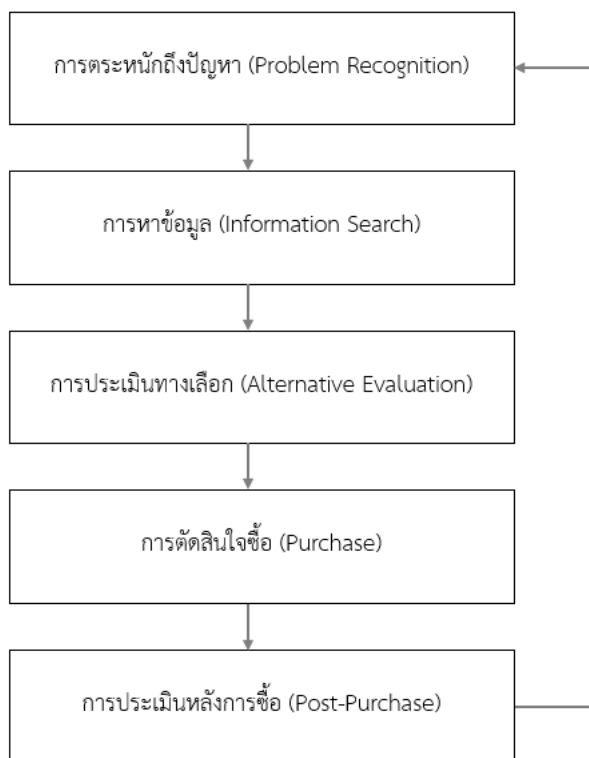 การตระหนักถึงปัญหา (Problem Recognition)
การหาข้อมูล (Information Search)
การประเมินทางเลือก (Alternative Evaluation)
การตัดสินใจซื้อ (Purchase)
การประเมินหลังการซื้อ (Post-Purchase)